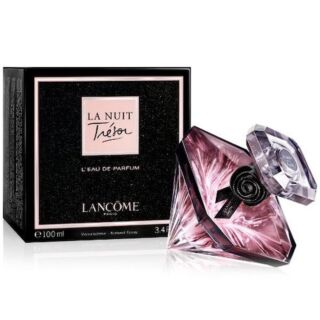 LA NUIT
Trésor
L'EAU DE PARFUM
LANCÔME
PARIS
℮ 100 ml
3.4